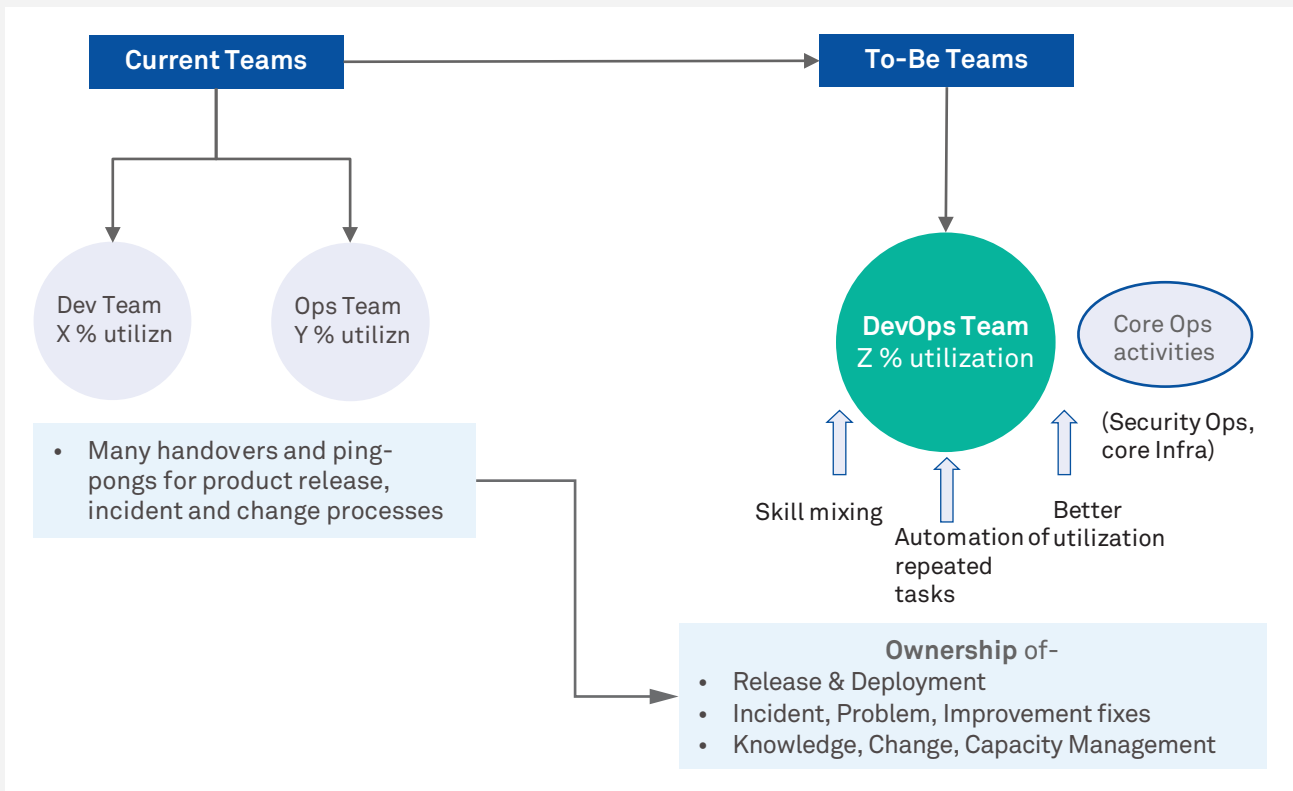 Current Teams
To-Be Teams
Dev Team
X % utilizn
Ops Team
Y % utilizn
DevOps Team
Z % utilization
Core Ops
activities
(Security Ops,
core Infra)
• Many handovers and ping-
pongs for product release,
incident and change processes
Skill mixing
Automation of
repeated
tasks
Better
utilization
Ownership of-
• Release & Deployment
• Incident, Problem, Improvement fixes
• Knowledge, Change, Capacity Management